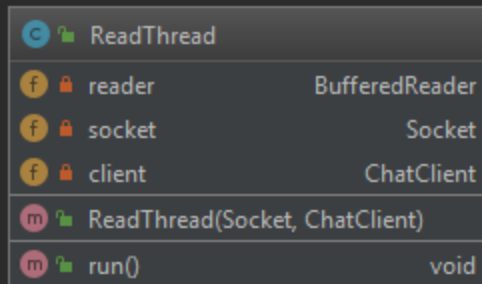 ReadThread
reader BufferedReader
socket Socket
client ChatClient
ReadThread(Socket, ChatClient)
run() void